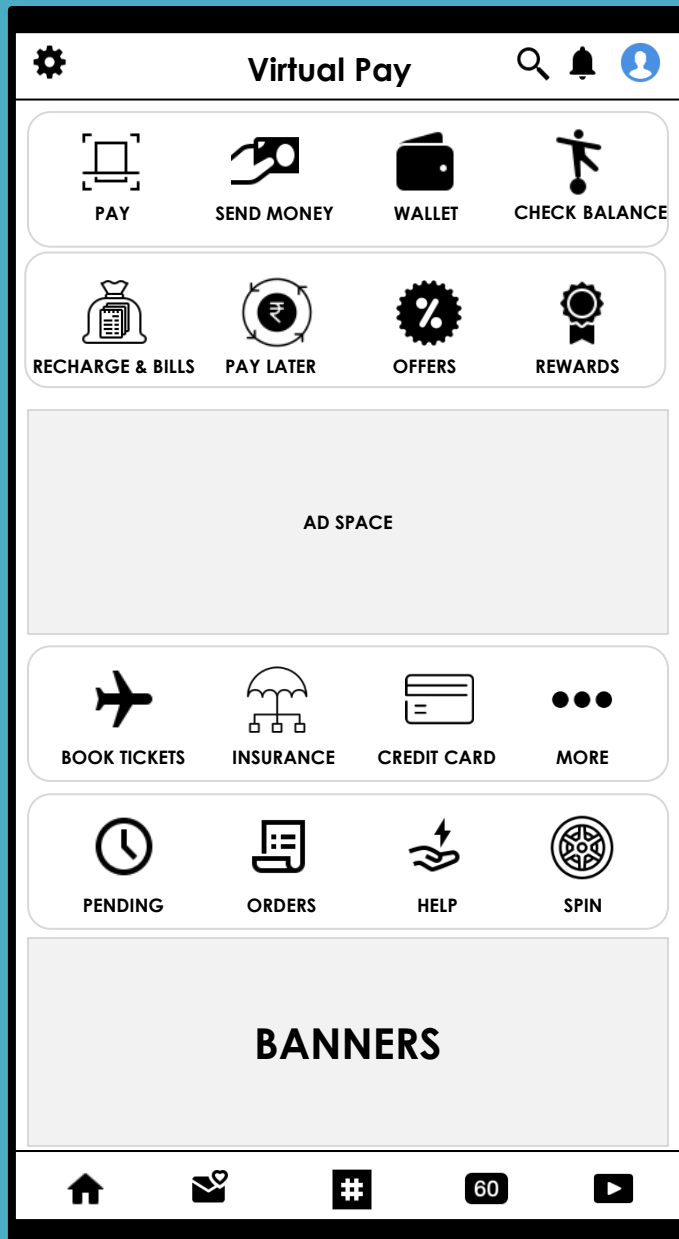 Virtual Pay
PAY
SEND MONEY
WALLET
CHECK BALANCE
₹
%
RECHARGE & BILLS
PAY LATER
OFFERS
REWARDS
AD SPACE
BOOK TICKETS
INSURANCE
CREDIT CARD
MORE
PENDING
ORDERS
HELP
SPIN
BANNERS
#
60